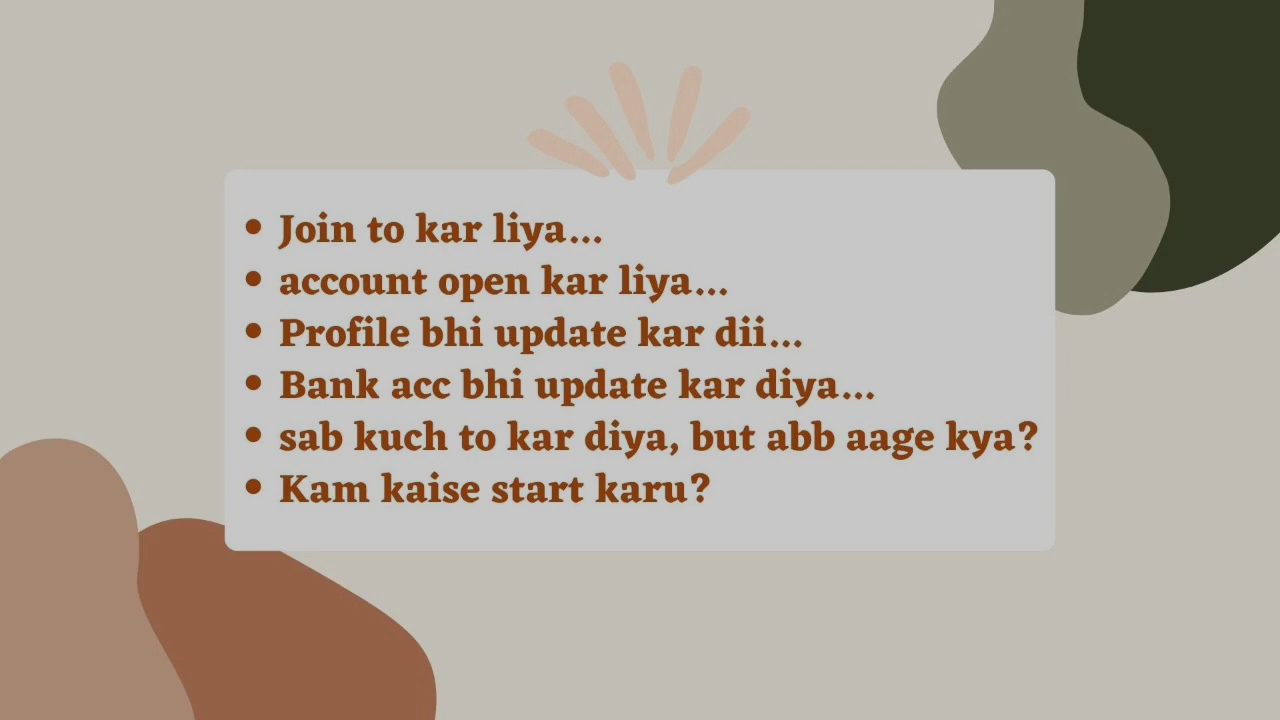 Join to kar liya...
account open kar liya...
Profile bhi update kar dii...
Bank acc bhi update kar diya...
sab kuch to kar diya, but abb aage kya?
Kam kaise start karu?